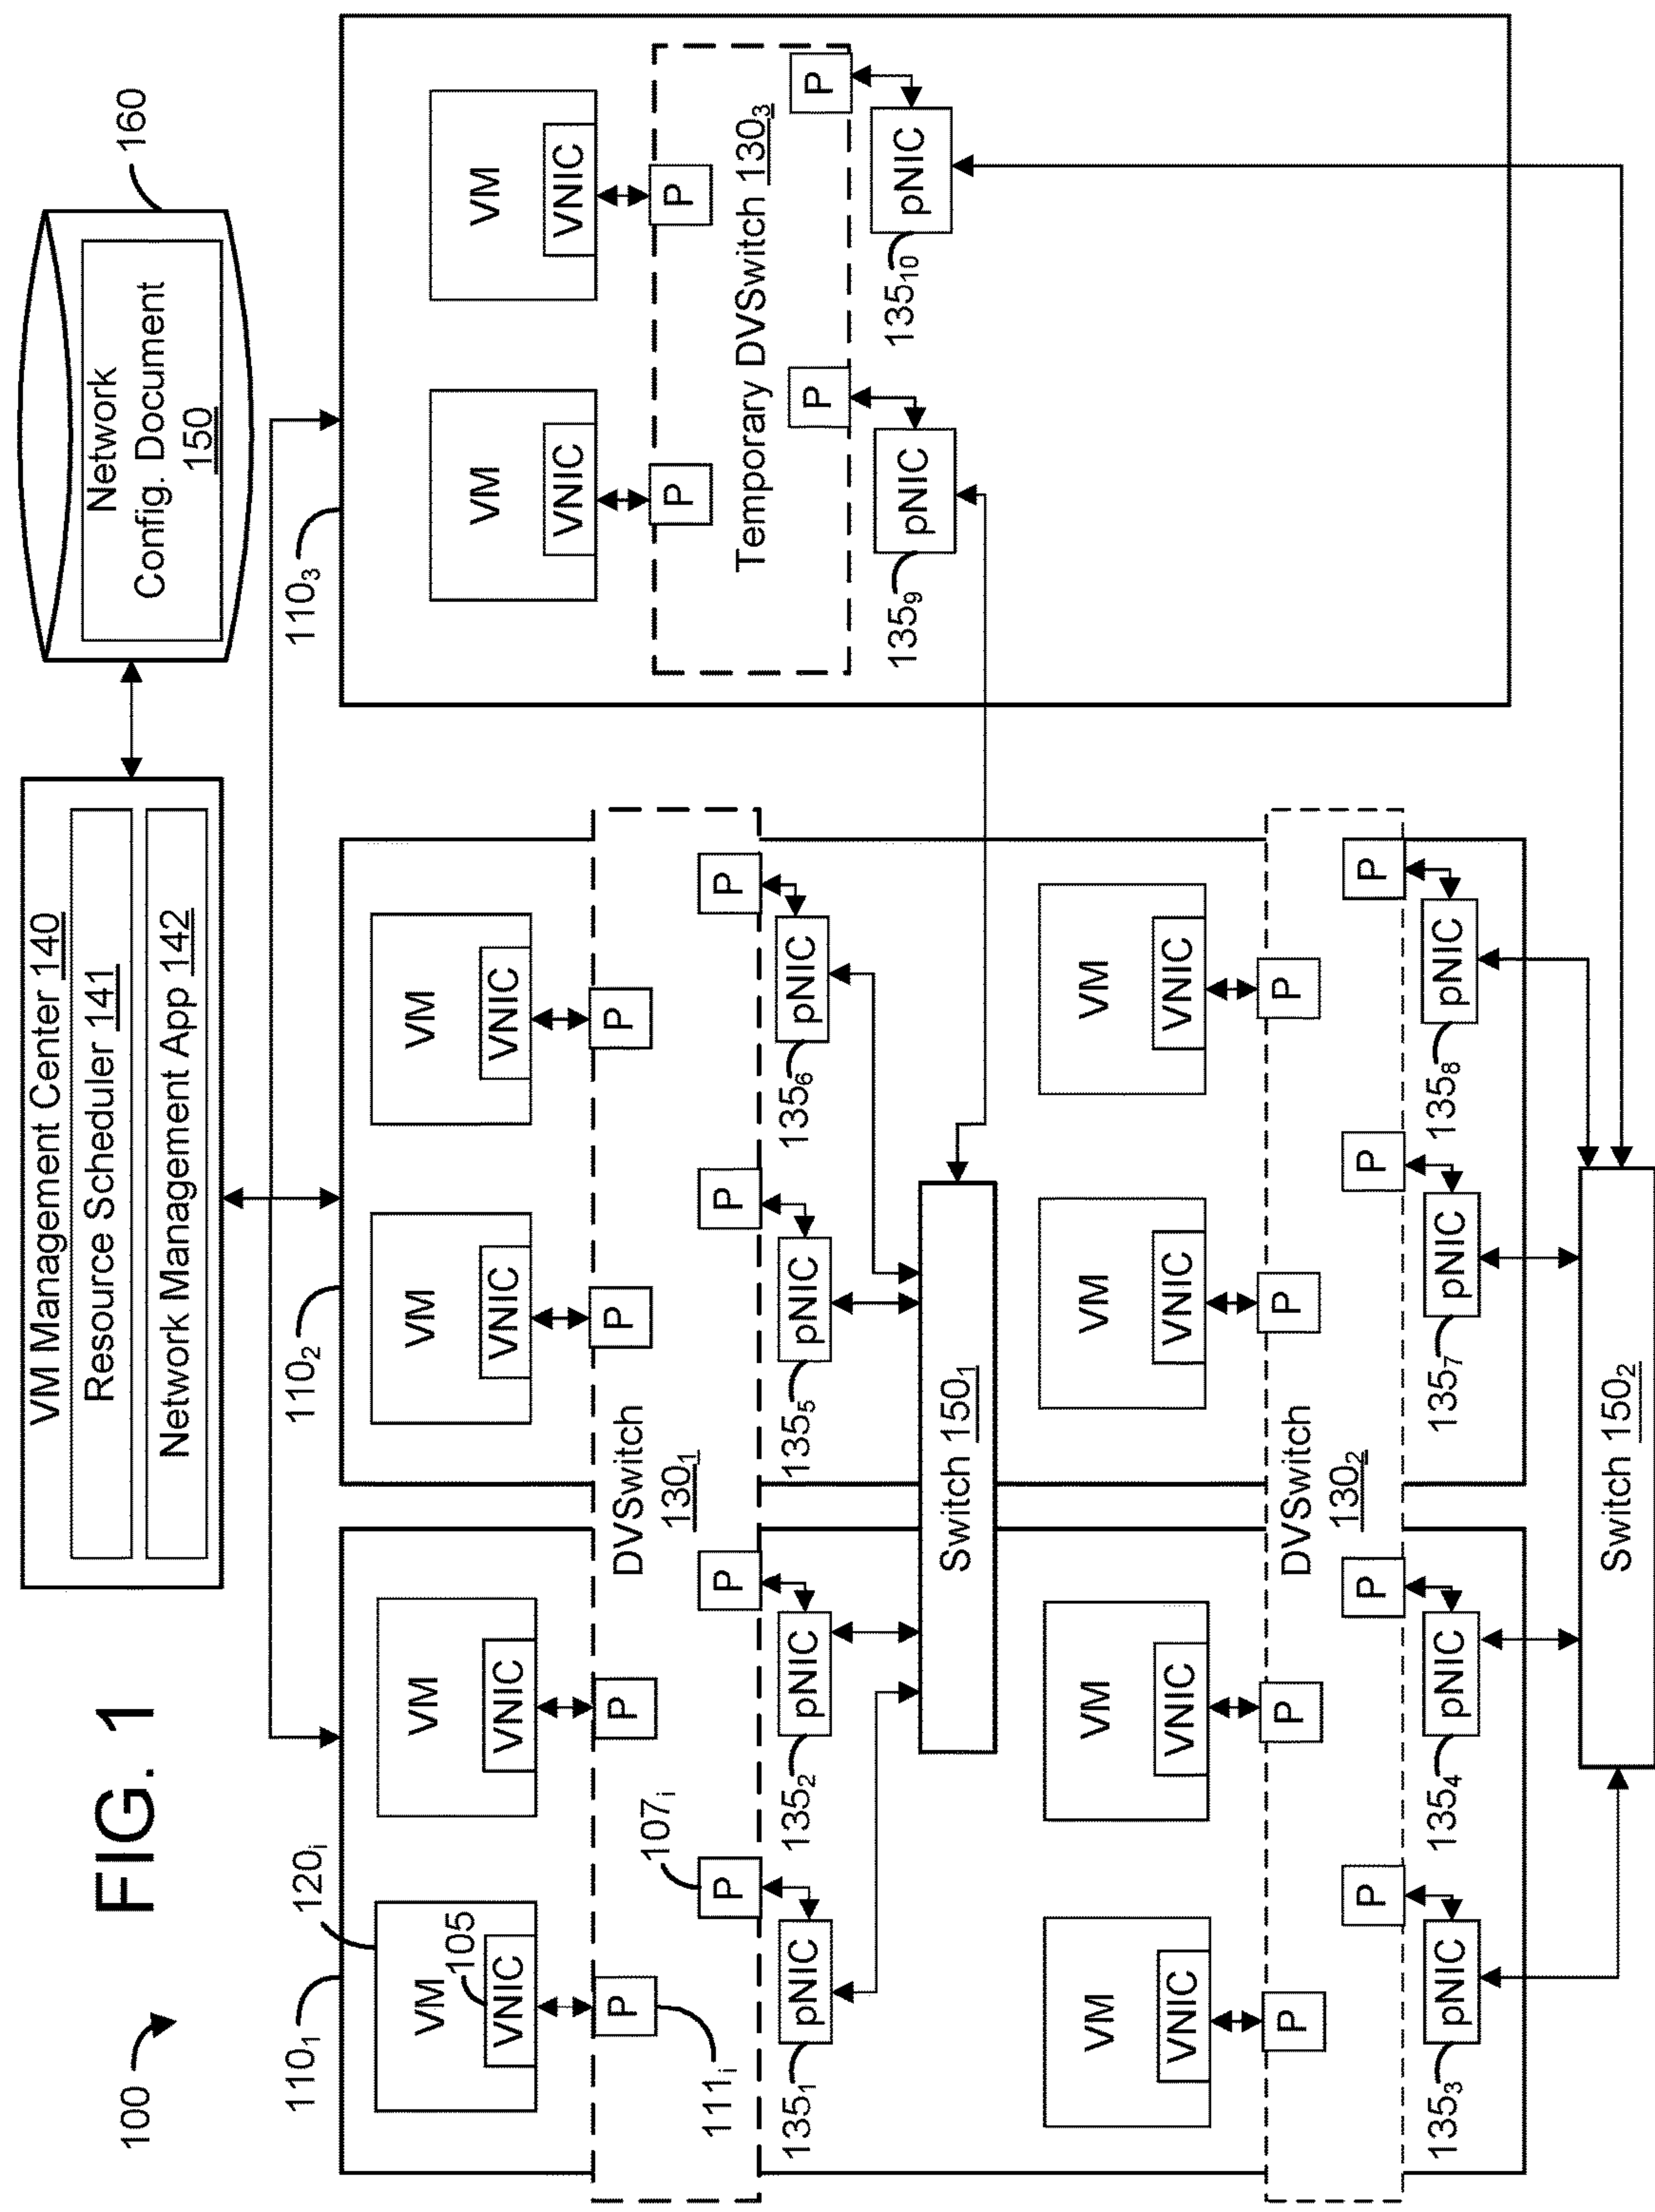 FIG. 1
100
VM Management Center 140
Resource Scheduler 141
Network Management App 142
Network
Config. Document
150
160
110₁
120ᵢ
VM
105
VNIC
P
111ᵢ
VM
VNIC
P
107ᵢ
P
P
pNIC
135₁
pNIC
135₂
110₂
VM
VNIC
P
VM
VNIC
P
DVSwitch
130₁
P
P
pNIC
135₅
pNIC
135₆
110₃
VM
VNIC
P
VM
VNIC
P
Temporary DVSwitch 130₃
P
P
pNIC
135₉
pNIC
135₁₀
Switch 150₁
VM
VNIC
P
VM
VNIC
P
P
P
pNIC
135₃
pNIC
135₄
VM
VNIC
P
VM
VNIC
P
DVSwitch
130₂
P
P
pNIC
135₇
pNIC
135₈
Switch 150₂